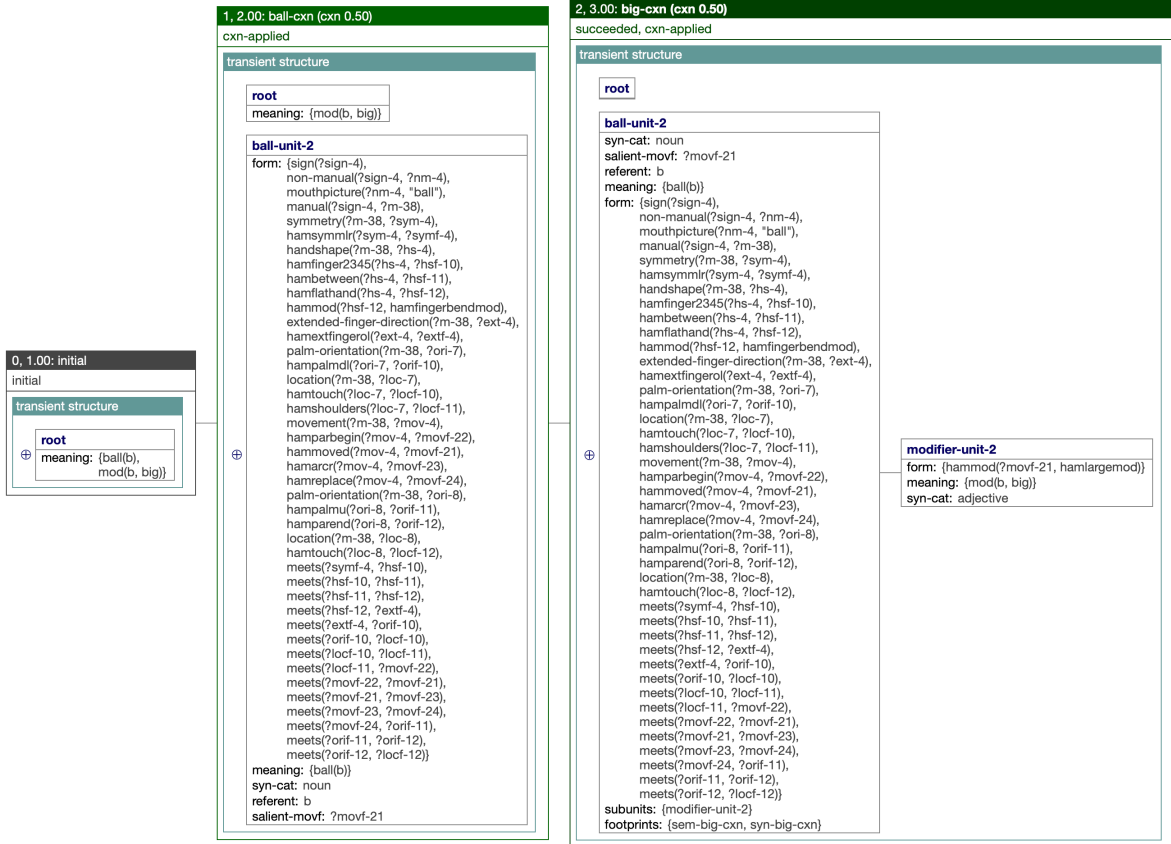 0, 1.00: initial
initial
transient structure
root
meaning: {ball(b),
mod(b, big)}
1, 2.00: ball-cxn (cxn 0.50)
cxn-applied
transient structure
root
meaning: {mod(b, big)}
ball-unit-2
form: {sign(?sign-4),
non-manual(?sign-4, ?nm-4),
mouthpicture(?nm-4, "ball"),
manual(?sign-4, ?m-38),
symmetry(?m-38, ?sym-4),
hamsymmlr(?sym-4, ?symf-4),
handshape(?m-38, ?hs-4),
hamfinger2345(?hs-4, ?hsf-10),
hambetween(?hs-4, ?hsf-11),
hamflathand(?hs-4, ?hsf-12),
hammod(?hsf-12, hamfingerbendmod),
extended-finger-direction(?m-38, ?ext-4),
hamextfingerol(?ext-4, ?extf-4),
palm-orientation(?m-38, ?ori-7),
hampalmdl(?ori-7, ?orif-10),
location(?m-38, ?loc-7),
hamtouch(?loc-7, ?locf-10),
hamshoulders(?loc-7, ?locf-11),
movement(?m-38, ?mov-4),
hamparbegin(?mov-4, ?movf-22),
hammoved(?mov-4, ?movf-21),
hamarcr(?mov-4, ?movf-23),
hamreplace(?mov-4, ?movf-24),
palm-orientation(?m-38, ?ori-8),
hampalmu(?ori-8, ?orif-11),
hamparend(?ori-8, ?orif-12),
location(?m-38, ?loc-8),
hamtouch(?loc-8, ?locf-12),
meets(?symf-4, ?hsf-10),
meets(?hsf-10, ?hsf-11),
meets(?hsf-11, ?hsf-12),
meets(?hsf-12, ?extf-4),
meets(?extf-4, ?orif-10),
meets(?orif-10, ?locf-10),
meets(?locf-10, ?locf-11),
meets(?locf-11, ?movf-22),
meets(?movf-22, ?movf-21),
meets(?movf-21, ?movf-23),
meets(?movf-23, ?movf-24),
meets(?movf-24, ?orif-11),
meets(?orif-11, ?orif-12),
meets(?orif-12, ?locf-12)}
meaning: {ball(b)}
syn-cat: noun
referent: b
salient-movf: ?movf-21
2, 3.00: big-cxn (cxn 0.50)
succeeded, cxn-applied
transient structure
root
ball-unit-2
syn-cat: noun
salient-movf: ?movf-21
referent: b
meaning: {ball(b)}
form: {sign(?sign-4),
non-manual(?sign-4, ?nm-4),
mouthpicture(?nm-4, "ball"),
manual(?sign-4, ?m-38),
symmetry(?m-38, ?sym-4),
hamsymmlr(?sym-4, ?symf-4),
handshape(?m-38, ?hs-4),
hamfinger2345(?hs-4, ?hsf-10),
hambetween(?hs-4, ?hsf-11),
hamflathand(?hs-4, ?hsf-12),
hammod(?hsf-12, hamfingerbendmod),
extended-finger-direction(?m-38, ?ext-4),
hamextfingerol(?ext-4, ?extf-4),
palm-orientation(?m-38, ?ori-7),
hampalmdl(?ori-7, ?orif-10),
location(?m-38, ?loc-7),
hamtouch(?loc-7, ?locf-10),
hamshoulders(?loc-7, ?locf-11),
movement(?m-38, ?mov-4),
hamparbegin(?mov-4, ?movf-22),
hammoved(?mov-4, ?movf-21),
hamarcr(?mov-4, ?movf-23),
hamreplace(?mov-4, ?movf-24),
palm-orientation(?m-38, ?ori-8),
hampalmu(?ori-8, ?orif-11),
hamparend(?ori-8, ?orif-12),
location(?m-38, ?loc-8),
hamtouch(?loc-8, ?locf-12),
meets(?symf-4, ?hsf-10),
meets(?hsf-10, ?hsf-11),
meets(?hsf-11, ?hsf-12),
meets(?hsf-12, ?extf-4),
meets(?extf-4, ?orif-10),
meets(?orif-10, ?locf-10),
meets(?locf-10, ?locf-11),
meets(?locf-11, ?movf-22),
meets(?movf-22, ?movf-21),
meets(?movf-21, ?movf-23),
meets(?movf-23, ?movf-24),
meets(?movf-24, ?orif-11),
meets(?orif-11, ?orif-12),
meets(?orif-12, ?locf-12)}
subunits: {modifier-unit-2}
footprints: {sem-big-cxn, syn-big-cxn}
modifier-unit-2
form: {hammod(?movf-21, hamlargemod)}
meaning: {mod(b, big)}
syn-cat: adjective